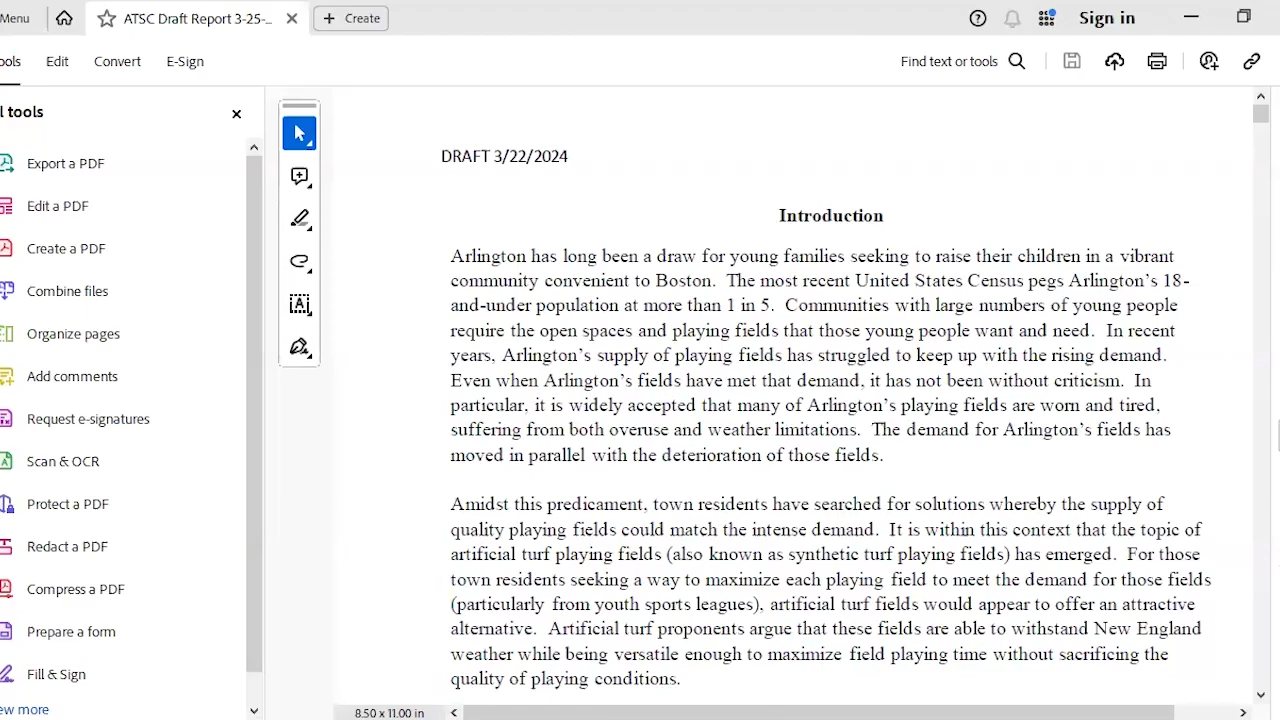 Menu
ATSC Draft Report 3-25-...
Create
Sign in
ools
Edit
Convert
E-Sign
Find text or tools
l tools
Export a PDF
Edit a PDF
Create a PDF
Combine files
Organize pages
Add comments
Request e-signatures
Scan & OCR
Protect a PDF
Redact a PDF
Compress a PDF
Prepare a form
Fill & Sign
ew more
DRAFT 3/22/2024
Introduction
Arlington has long been a draw for young families seeking to raise their children in a vibrant
community convenient to Boston.  The most recent United States Census pegs Arlington's 18-
and-under population at more than 1 in 5.  Communities with large numbers of young people
require the open spaces and playing fields that those young people want and need.  In recent
years, Arlington's supply of playing fields has struggled to keep up with the rising demand.
Even when Arlington's fields have met that demand, it has not been without criticism.  In
particular, it is widely accepted that many of Arlington's playing fields are worn and tired,
suffering from both overuse and weather limitations.  The demand for Arlington's fields has
moved in parallel with the deterioration of those fields.
Amidst this predicament, town residents have searched for solutions whereby the supply of
quality playing fields could match the intense demand.  It is within this context that the topic of
artificial turf playing fields (also known as synthetic turf playing fields) has emerged.  For those
town residents seeking a way to maximize each playing field to meet the demand for those fields
(particularly from youth sports leagues), artificial turf fields would appear to offer an attractive
alternative.  Artificial turf proponents argue that these fields are able to withstand New England
weather while being versatile enough to maximize field playing time without sacrificing the
quality of playing conditions.
8.50 x 11.00 in